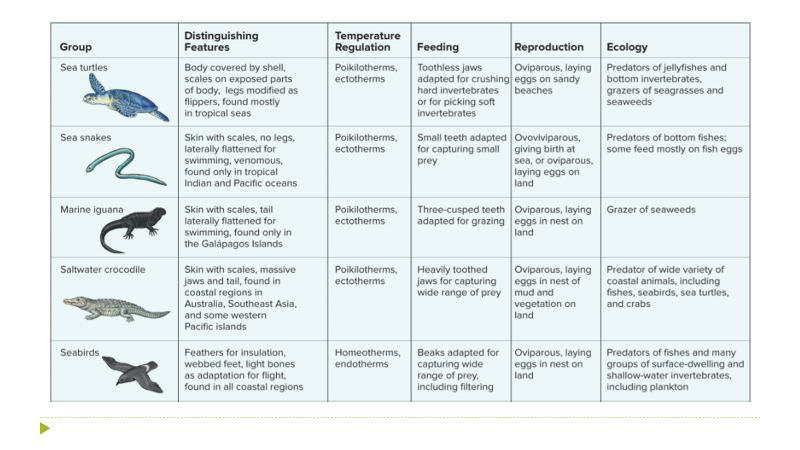 Group
Distinguishing
Features
Temperature
Regulation
Feeding
Reproduction
Ecology
Sea turtles
Body covered by shell,
scales on exposed parts
of body, legs modified as
flippers, found mostly
in tropical seas
Poikilotherms,
ectotherms
Toothless jaws
adapted for crushing
hard invertebrates
or for picking soft
invertebrates
Oviparous, laying
eggs on sandy
beaches
Predators of jellyfishes and
bottom invertebrates,
grazers of seagrasses and
seaweeds
Sea snakes
Skin with scales, no legs,
laterally flattened for
swimming, venomous,
found only in tropical
Indian and Pacific oceans
Poikilotherms,
ectotherms
Small teeth adapted
for capturing small
prey
Ovoviviparous,
giving birth at
sea, or oviparous,
laying eggs on
land
Predators of bottom fishes;
some feed mostly on fish eggs
Marine iguana
Skin with scales, tail
laterally flattened for
swimming, found only in
the Galápagos Islands
Poikilotherms,
ectotherms
Three-cusped teeth
adapted for grazing
Oviparous, laying
eggs in nest on
land
Grazer of seaweeds
Saltwater crocodile
Skin with scales, massive
jaws and tail, found in
coastal regions in
Australia, Southeast Asia,
and some western
Pacific islands
Poikilotherms,
ectotherms
Heavily toothed
jaws for capturing
wide range of prey
Oviparous, laying
eggs in nest of
mud and
vegetation on
land
Predator of wide variety of
coastal animals, including
fishes, seabirds, sea turtles,
and crabs
Seabirds
Feathers for insulation,
webbed feet, light bones
as adaptation for flight,
found in all coastal regions
Homeotherms,
endotherms
Beaks adapted for
capturing wide
range of prey,
including filtering
Oviparous, laying
eggs in nest on
land
Predators of fishes and many
groups of surface-dwelling and
shallow-water invertebrates,
including plankton